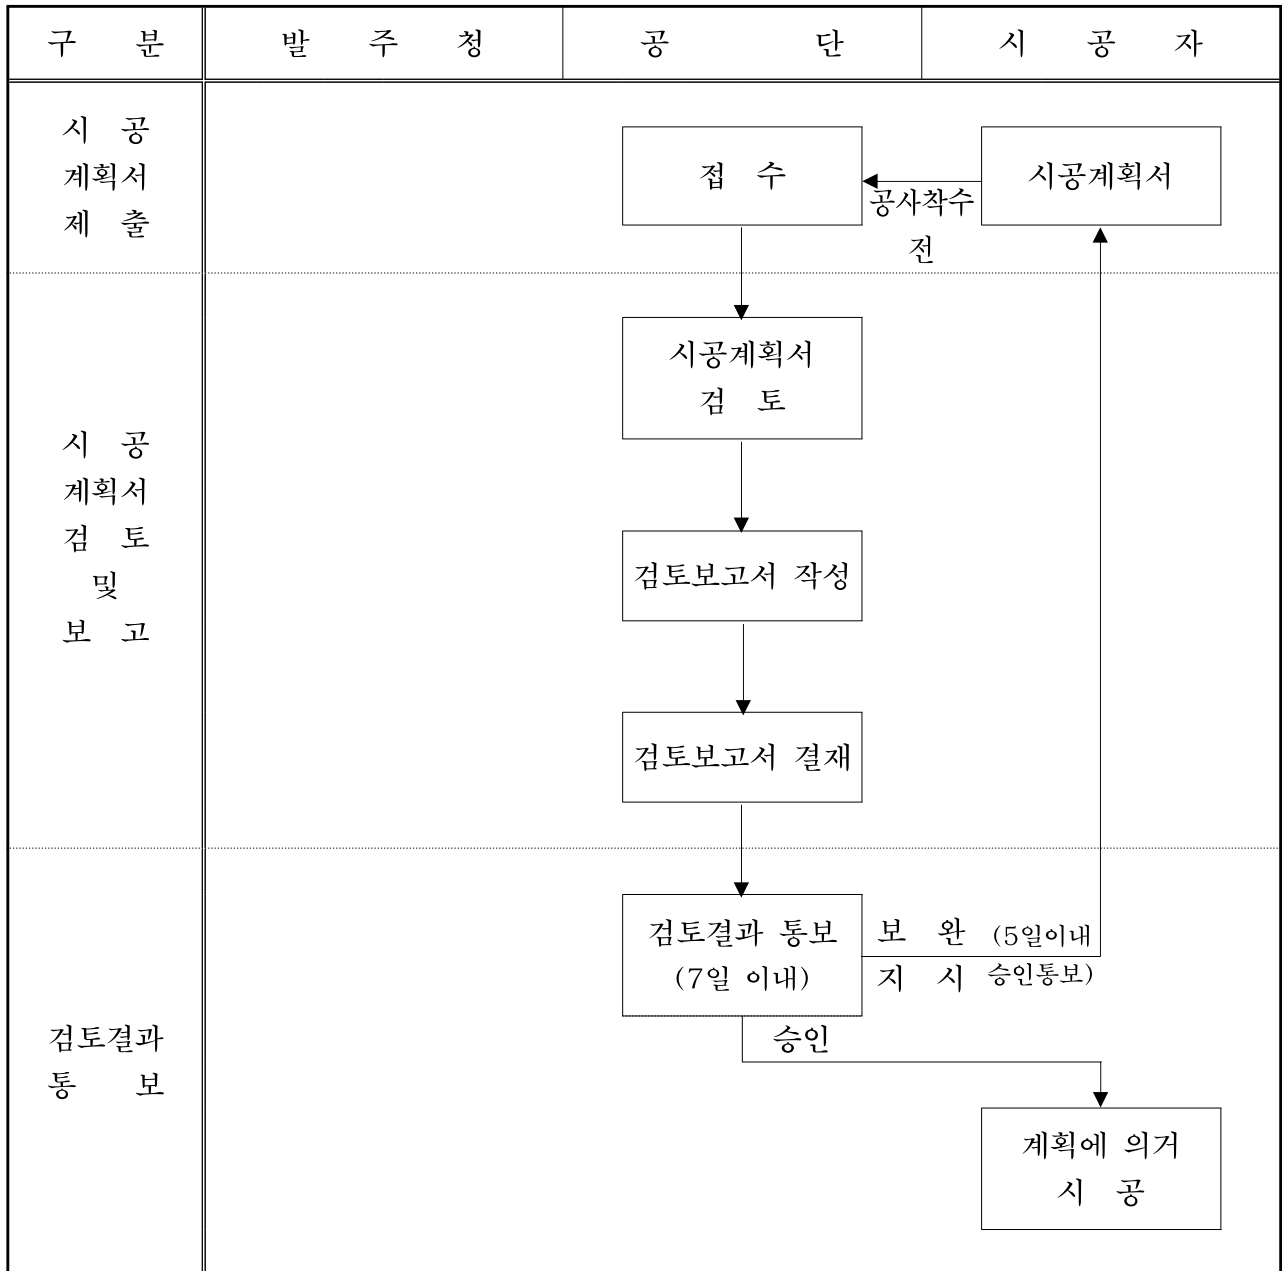 구 분 발 주 청 공 단 시 공 자
시 공
계획서
제 출
접 수
시공계획서
공사착수
전
시 공
계획서
검 토
및
보 고
시공계획서
검 토
검토보고서 작성
검토보고서 결재
검토결과
통 보
검토결과 통보
(7일 이내)
보 완 (5일이내
지 시 승인통보)
승인
계획에 의거
시 공